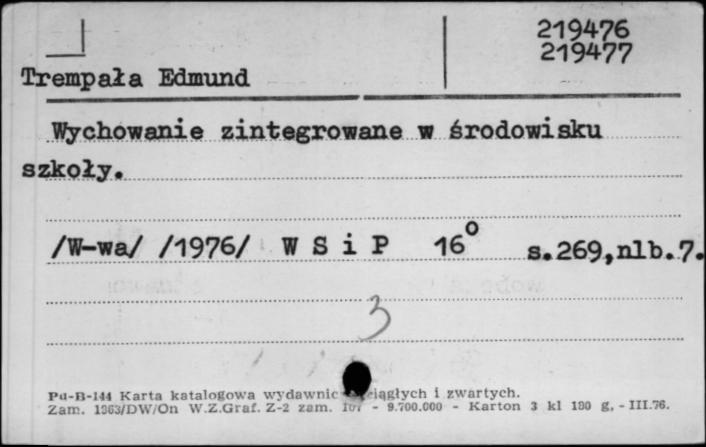 219476
219477
Trempała Edmund
Wychowanie zintegrowane w środowisku
szkoły.
/W-wa/ /1976/ W S i P 16° s.269,nlb.7.
3
Pu-B-144 Karta katalogowa wydawnic ciągłych i zwartych.
Zam. 1363/DW/On W.Z.Graf. Z-2 zam. - 9.700.000 - Karton 3 kl 180 g, - III.76.